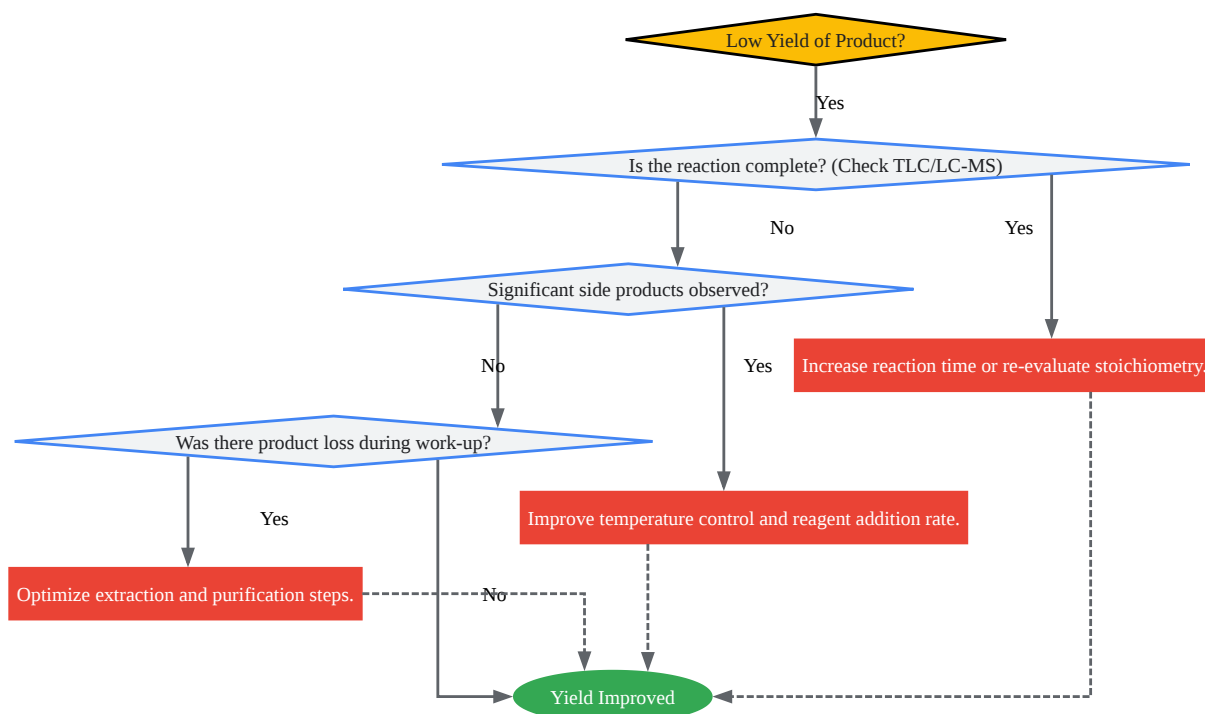 Low Yield of Product?
Yes
Is the reaction complete? (Check TLC/LC-MS)
No
Yes
Significant side products observed?
No
Yes
Increase reaction time or re-evaluate stoichiometry.
Was there product loss during work-up?
Yes
Improve temperature control and reagent addition rate.
Optimize extraction and purification steps.
No
Yield Improved